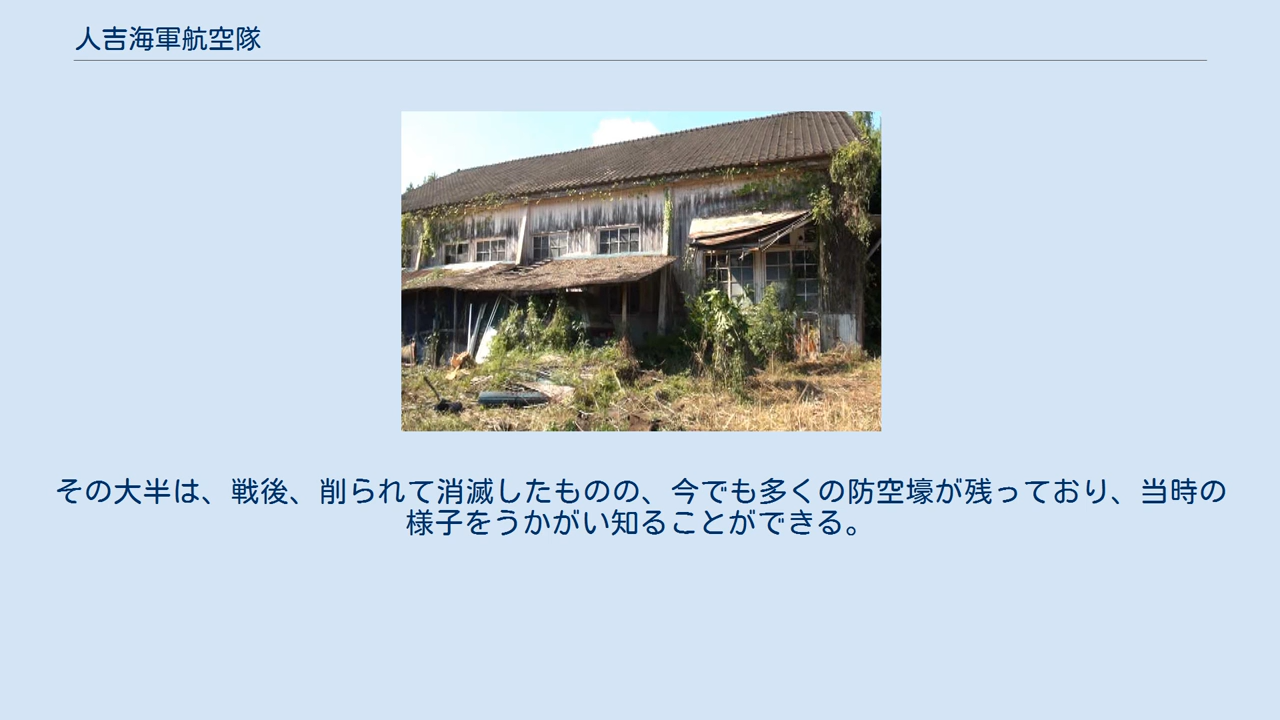 人吉海軍航空隊
その大半は、戦後、削られて消滅したものの、今でも多くの防空壕が残っており、当時の
様子をうかがい知ることができる。